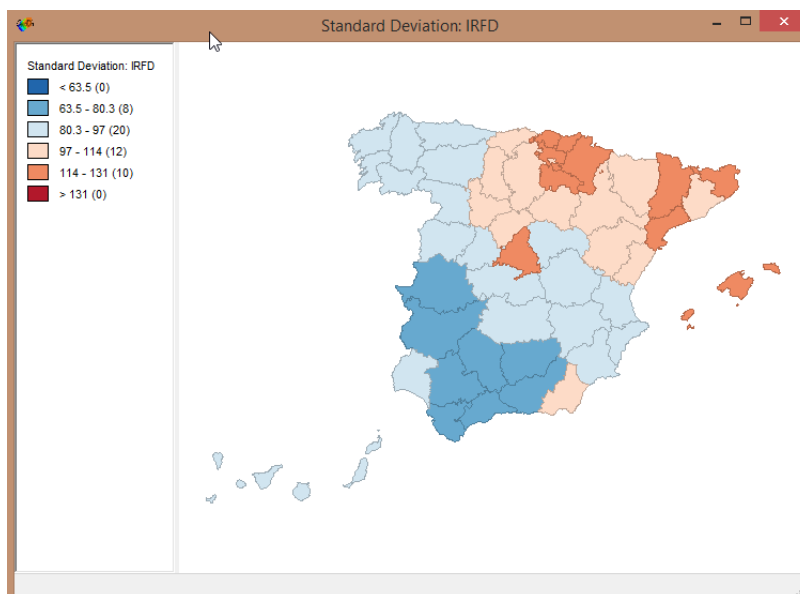 Standard Deviation: IRFD
Standard Deviation: IRFD
< 63.5 (0)
63.5 - 80.3 (8)
80.3 - 97 (20)
97 - 114 (12)
114 - 131 (10)
> 131 (0)